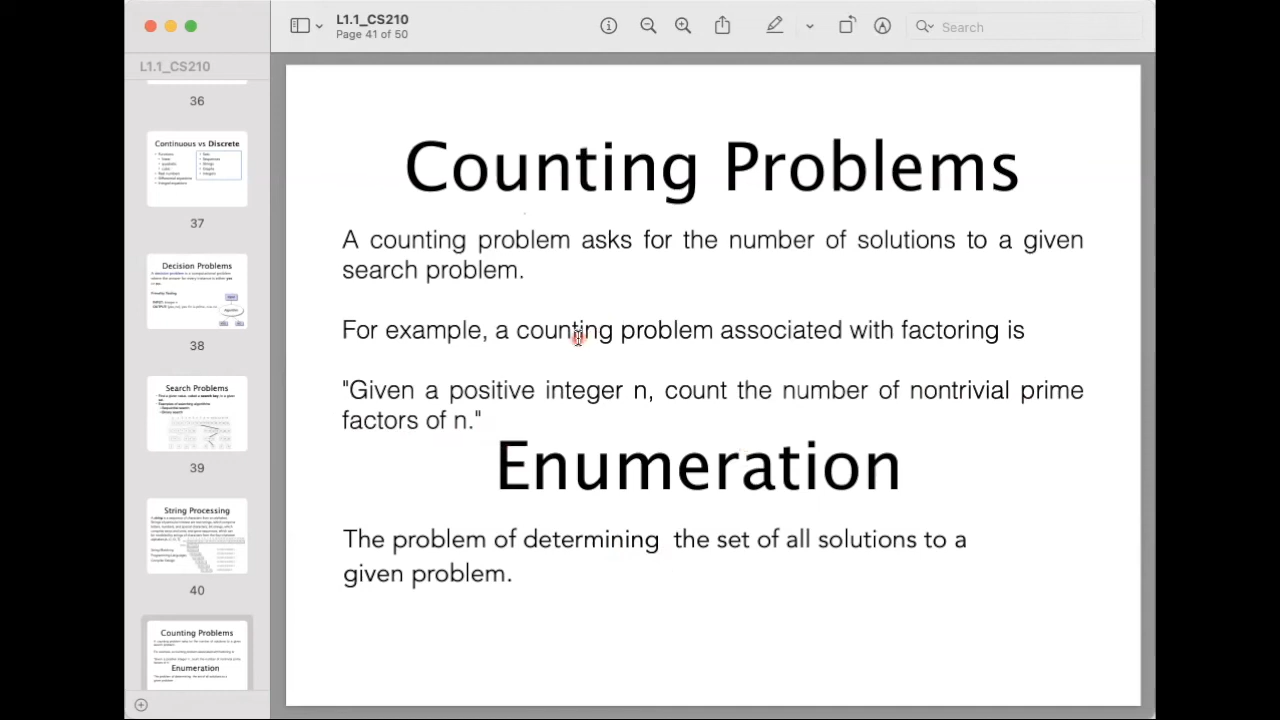 L1.1_CS210
Page 41 of 50
Search
L1.1_CS210
36
Continuous vs Discrete
37
Decision Problems
38
Search Problems
39
String Processing
40
Counting Problems
Enumeration
Counting Problems
A counting problem asks for the number of solutions to a given
search problem.
For example, a counting problem associated with factoring is
"Given a positive integer n, count the number of nontrivial prime
factors of n."
Enumeration
The problem of determining the set of all solutions to a
given problem.